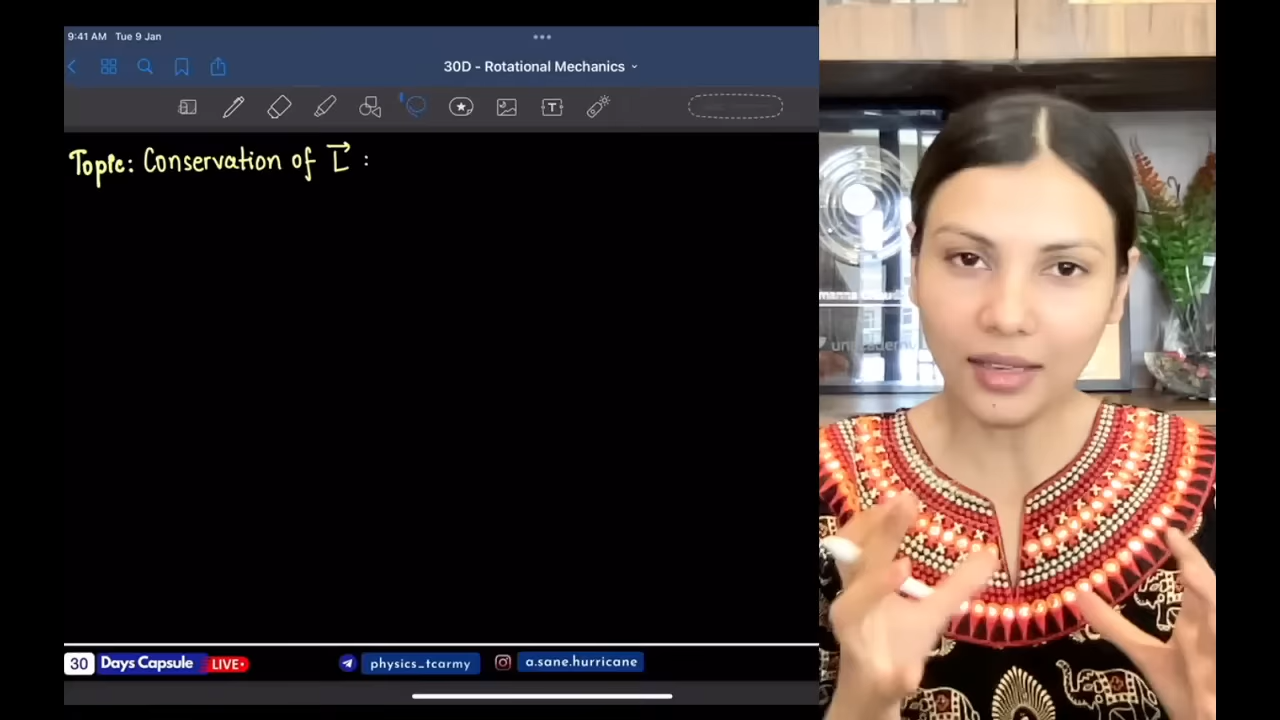 9:41 AM Tue 9 Jan
30D - Rotational Mechanics
T
Topic: Conservation of L⃗ :
30 Days Capsule LIVE
physics_tcarmy
a.sane.hurricane